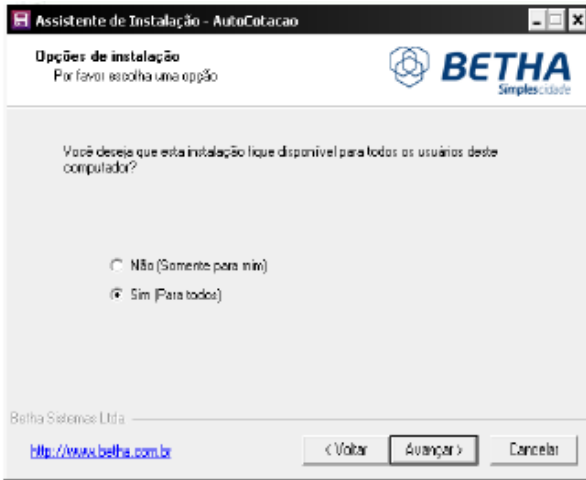 Assistente de Instalação - AutoCotacao
Opções de instalação
Por favor escolha uma opção
BETHA
Simplescidade
Você deseja que esta instalação fique disponível para todos os usuários deste
computador?
Não (Somente para mim)
Sim (Para todos)
Betha Sistemas Ltda
http://www.betha.com.br
< Voltar
Avançar >
Cancelar